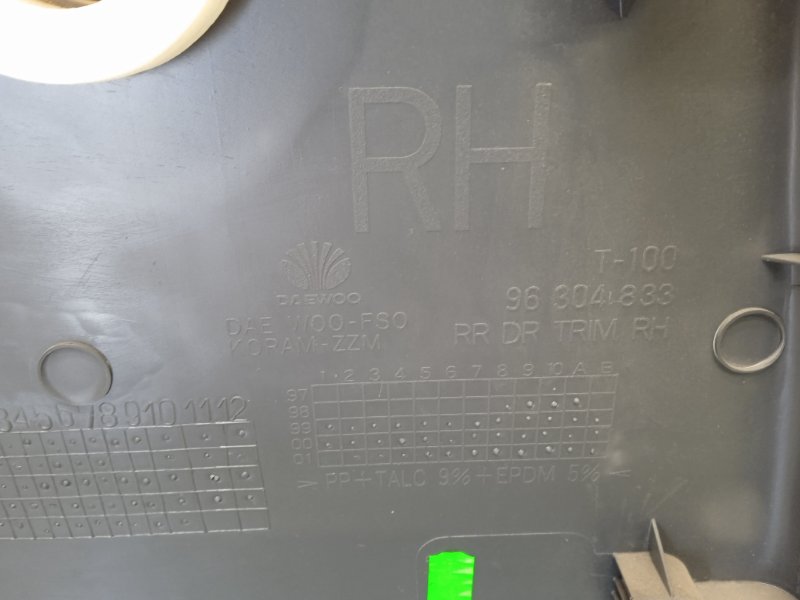 RH
T-100
DAEWOO
96 304 833
DAEWOO-FSO
KORAM-ZZM
RR DR TRIM RH
1 2 3 4 5 6 7 8 9 10 A B
97
98
99
00
01
3 4 5 6 7 8 9 10 11 12
> PP+TALC 9%+EPDM 5% <